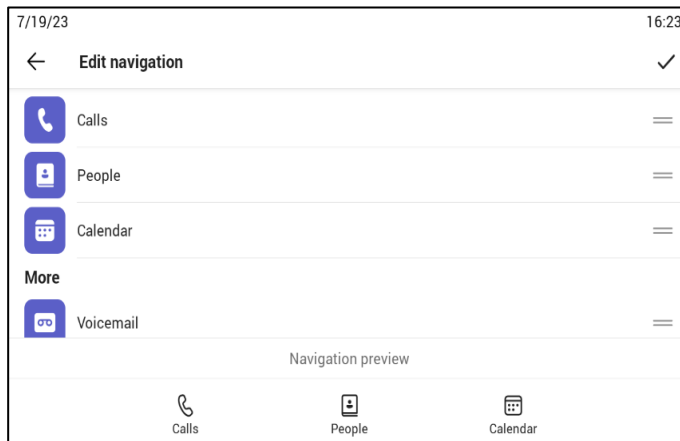 7/19/23 16:23
Edit navigation
Calls
People
Calendar
More
Voicemail
Navigation preview
Calls People Calendar